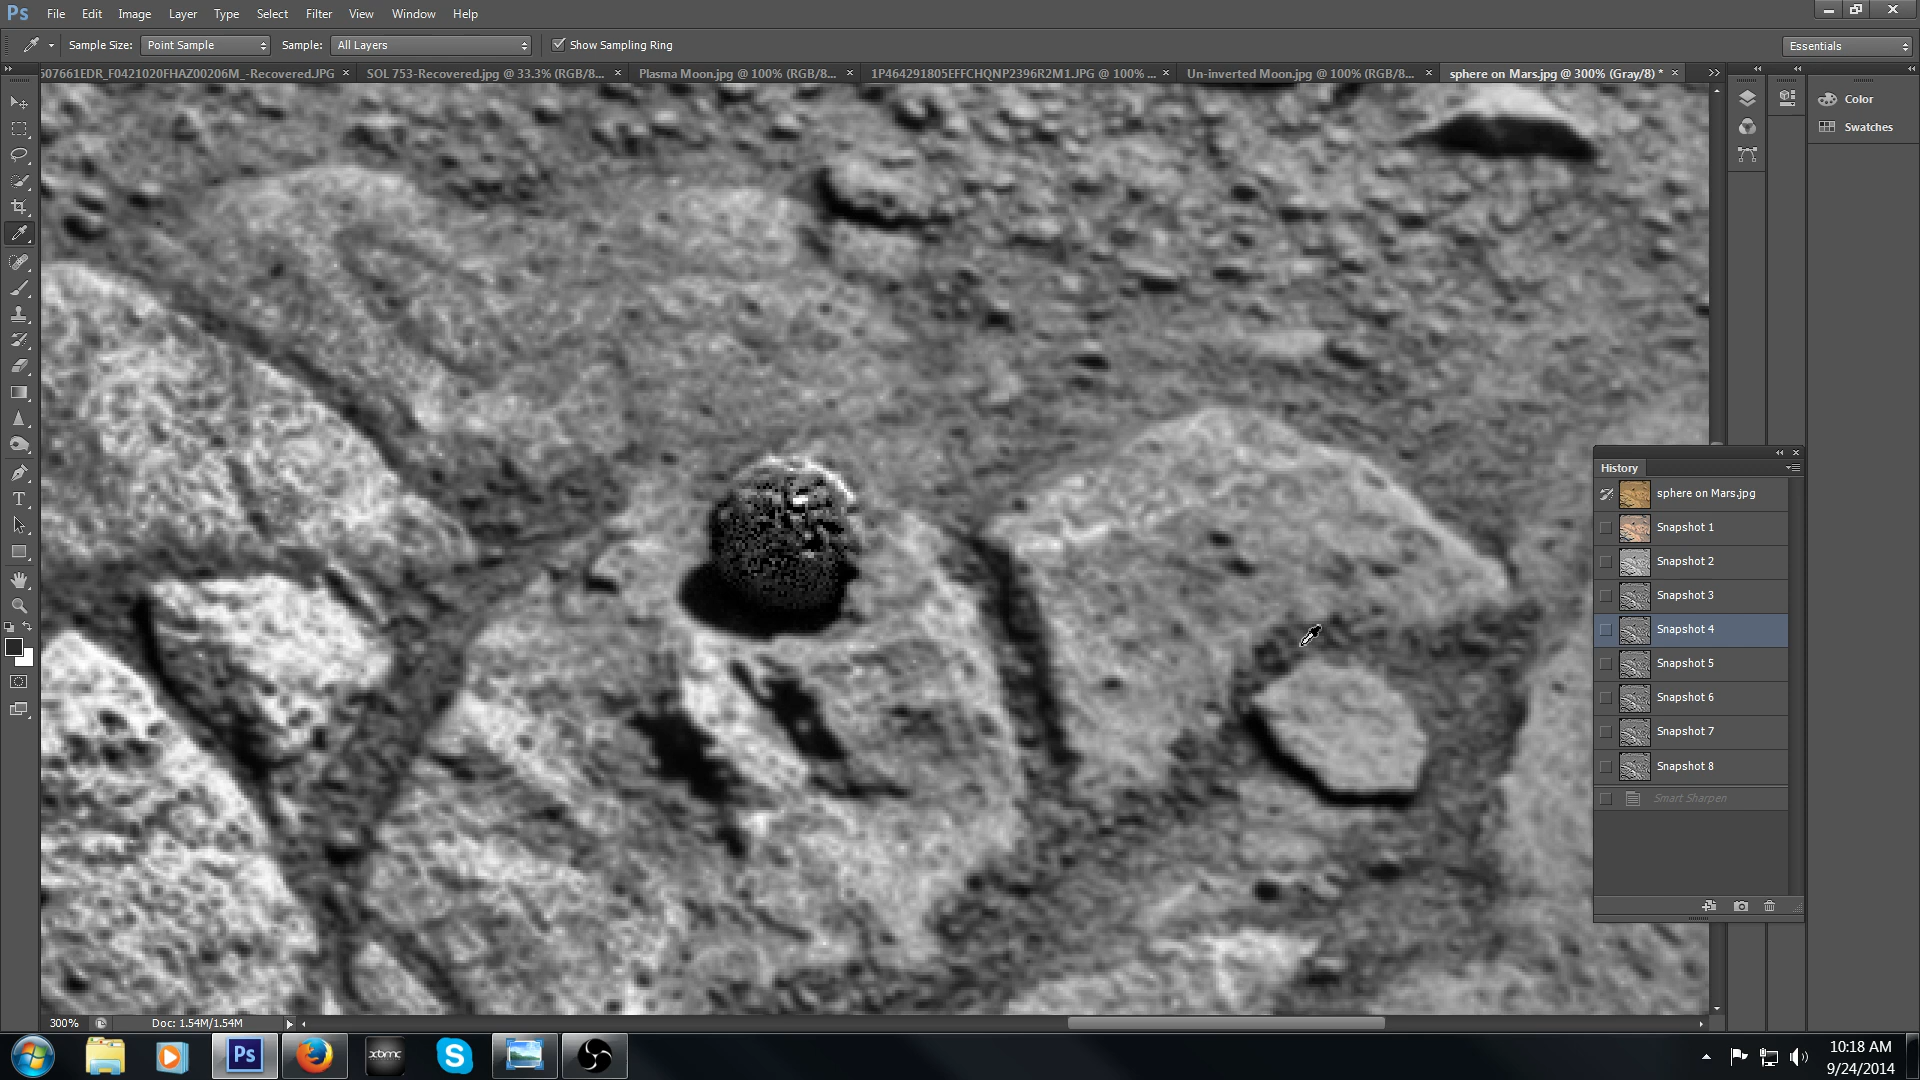 Ps File Edit Image Layer Type Select Filter View Window Help
Sample Size: Point Sample Sample: All Layers Show Sampling Ring Essentials
507661EDR_F0421020FHAZ00206M_-Recovered.JPG × SOL 753-Recovered.jpg @ 33.3% (RGB/8... × Plasma Moon.jpg @ 100% (RGB/8... × 1P464291805EFFCHQNP2396R2M1.JPG @ 100% ... × Un-inverted Moon.jpg @ 100% (RGB/8... × sphere on Mars.jpg @ 300% (Gray/8) * ×
Color
Swatches
History
sphere on Mars.jpg
Snapshot 1
Snapshot 2
Snapshot 3
Snapshot 4
Snapshot 5
Snapshot 6
Snapshot 7
Snapshot 8
Smart Sharpen
300% Doc: 1.54M/1.54M
Ps xbmc S
10:18 AM
9/24/2014